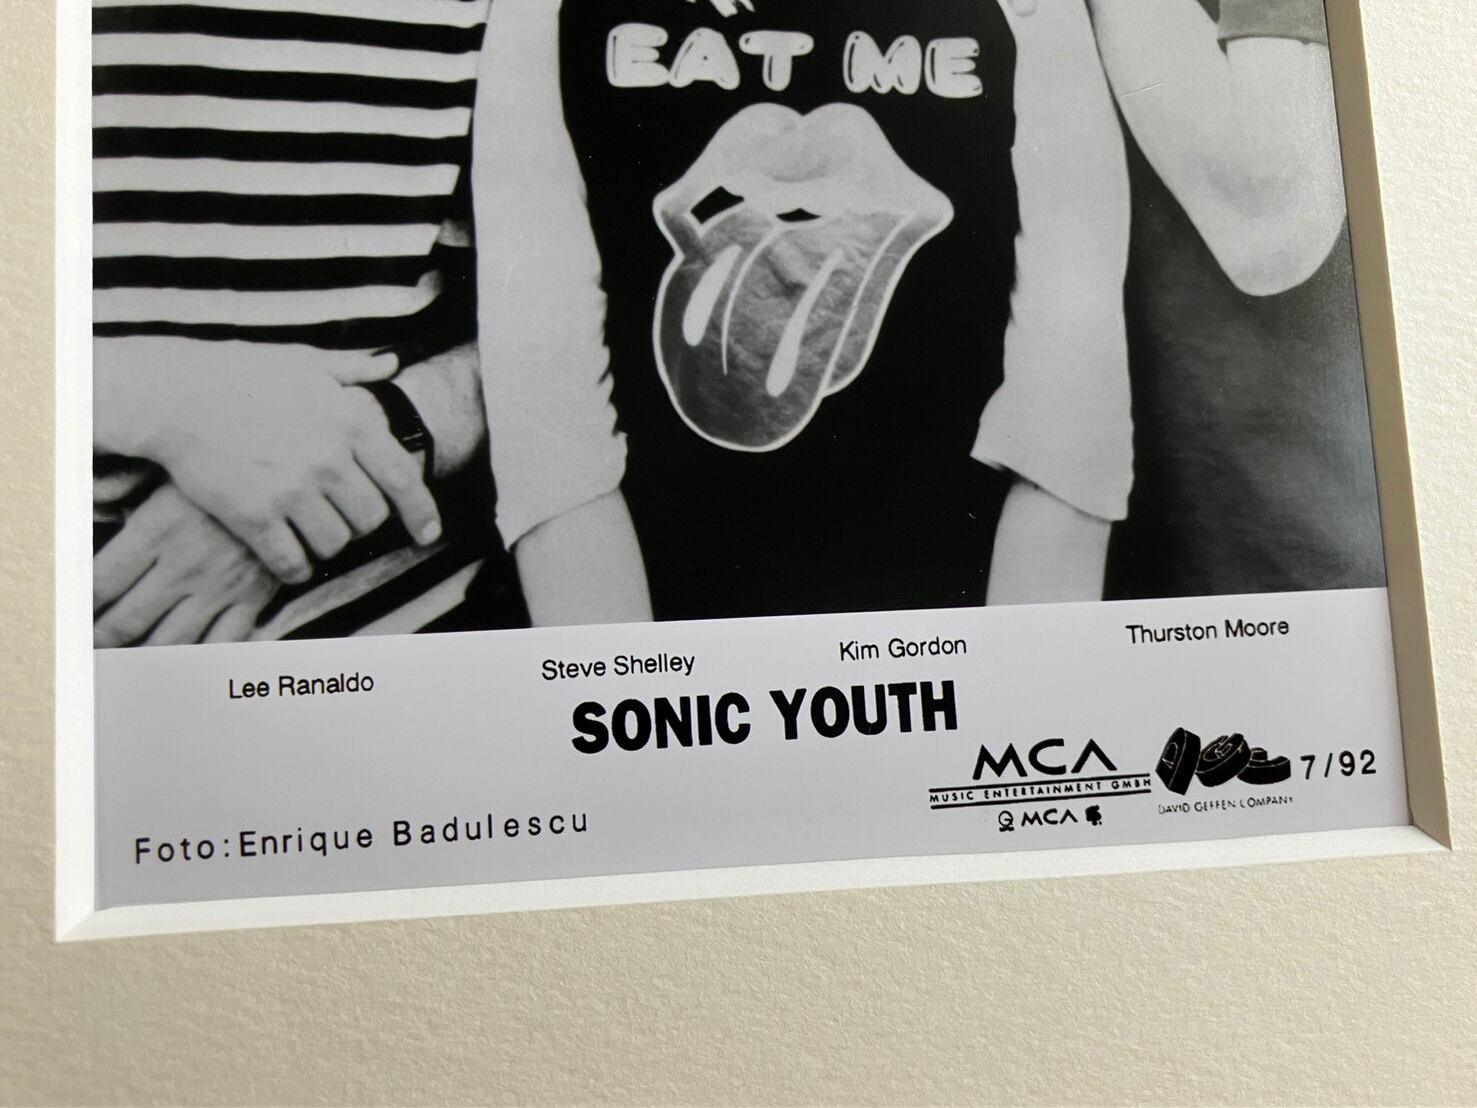 EAT ME
Lee Ranaldo
Steve Shelley
Kim Gordon
Thurston Moore
SONIC YOUTH
MCA
MUSIC ENTERTAINMENT GMBH
MCA
DAVID GEFFEN COMPANY
7/92
Foto:Enrique Badulescu